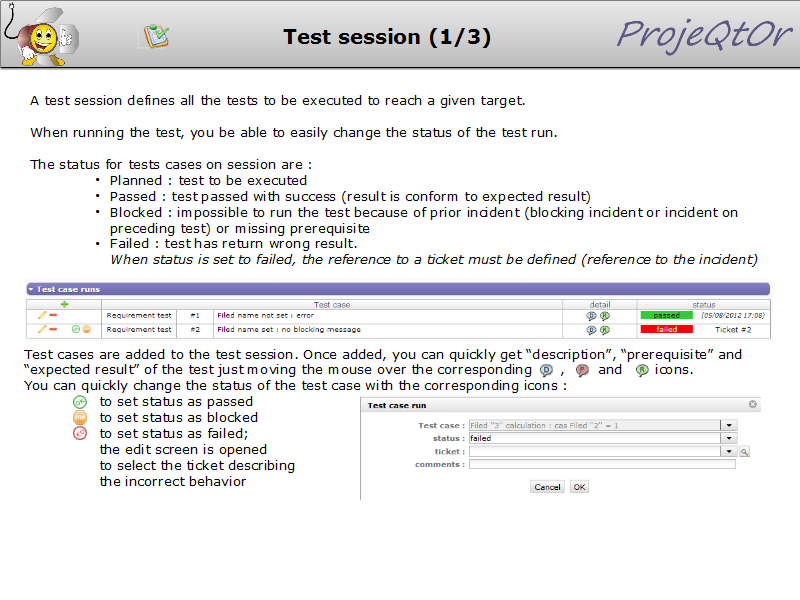 Test session (1/3)
ProjeQtOr
A test session defines all the tests to be executed to reach a given target.
When running the test, you be able to easily change the status of the test run.
The status for tests cases on session are :
• Planned : test to be executed
• Passed : test passed with success (result is conform to expected result)
• Blocked : impossible to run the test because of prior incident (blocking incident or incident on
preceding test) or missing prerequisite
• Failed : test has return wrong result.
When status is set to failed, the reference to a ticket must be defined (reference to the incident)
Test case runs
Test case detail status
Requirement test #1 Filed name not set : error D R passed (05/08/2012 17:08)
Requirement test #2 Filed name set : no blocking message D R failed Ticket #2
Test cases are added to the test session. Once added, you can quickly get “description”, “prerequisite” and
“expected result” of the test just moving the mouse over the corresponding D , P and R icons.
You can quickly change the status of the test case with the corresponding icons :
OK to set status as passed
to set status as blocked
KO to set status as failed;
the edit screen is opened
to select the ticket describing
the incorrect behavior
Test case run
Test case : Filed "3" calculation : cas Filed "2" = 1
status : failed
ticket :
comments :
Cancel OK